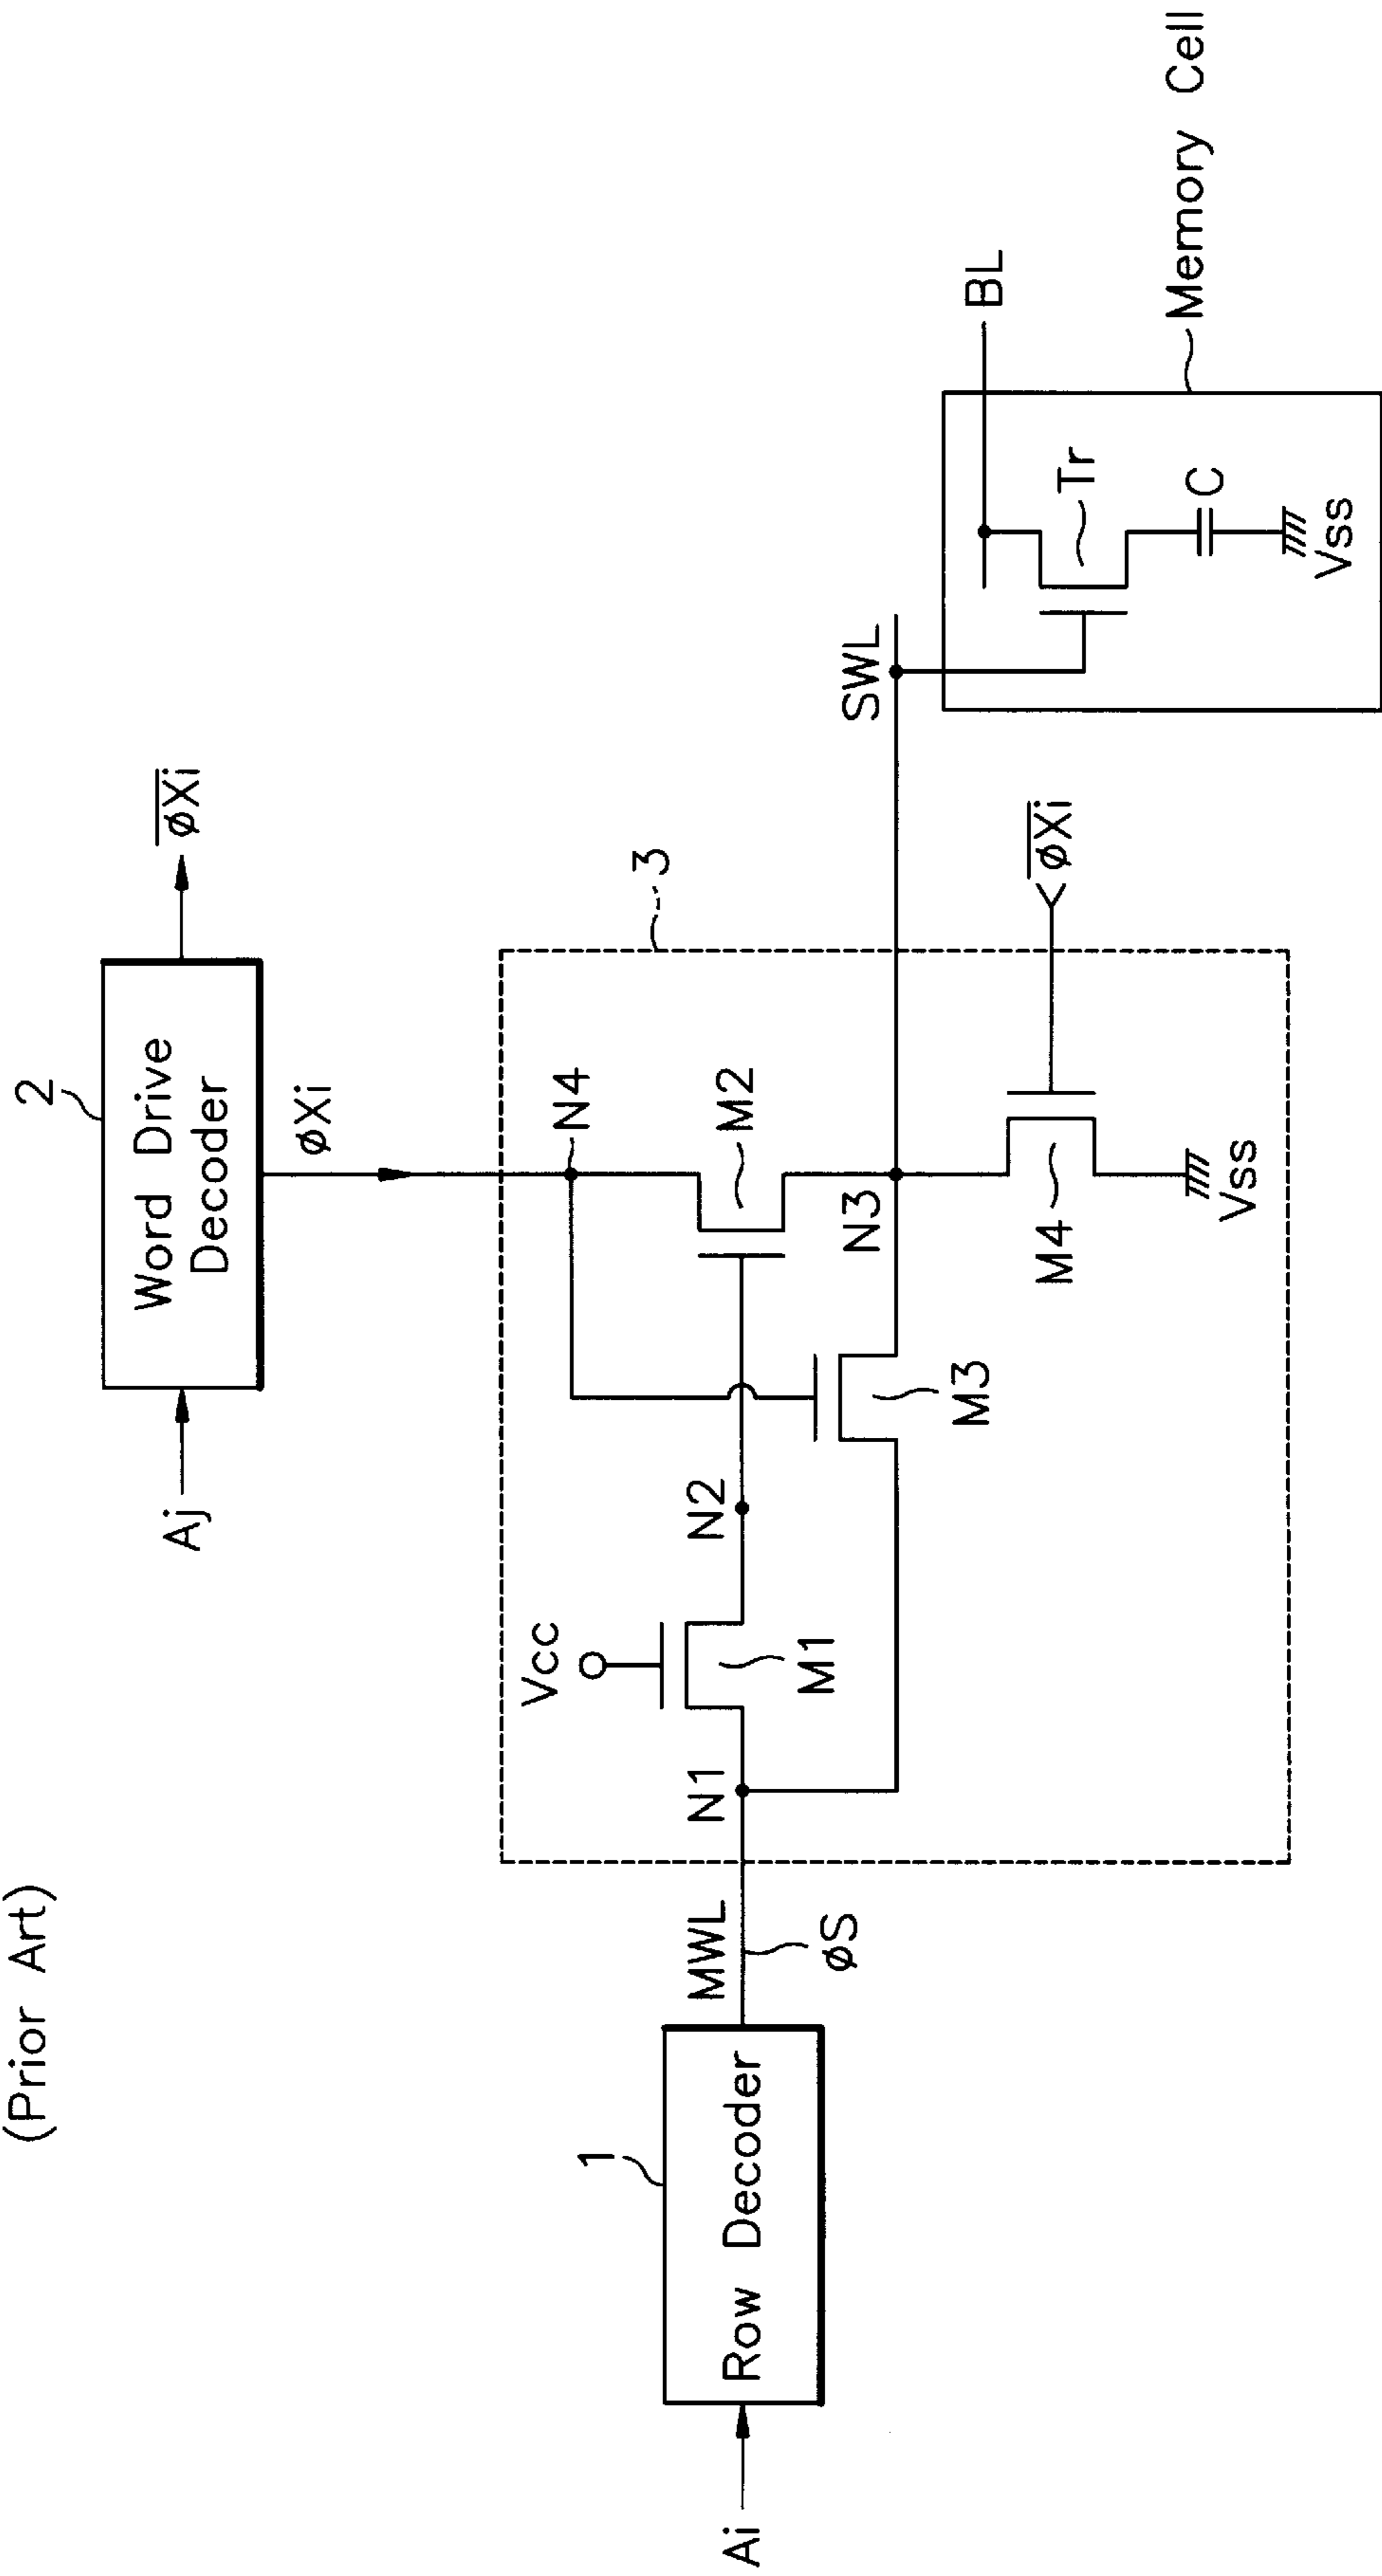 (Prior Art)
2
Aj
Word Drive
Decoder
φXi
φXi
3
N4
Vcc
M2
N1
N2
M1
M3
N3
SWL
BL
MWL
φS
1
Ai
Row Decoder
M4
φXi
Vss
Tr
C
Vss
Memory Cell